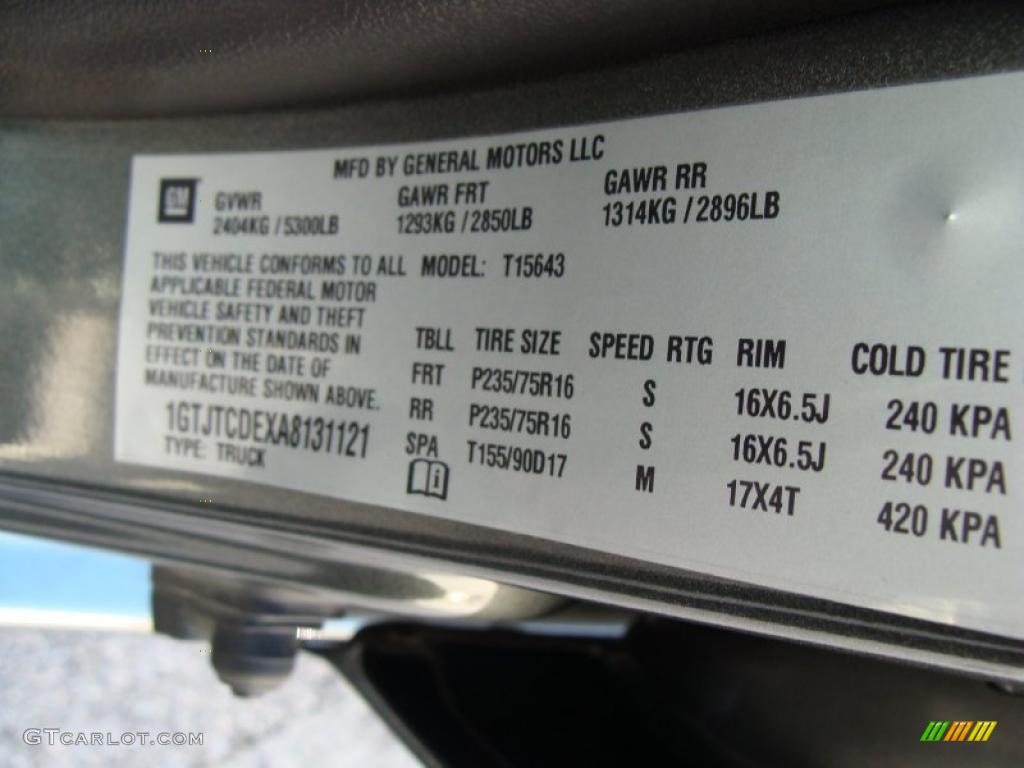 MFD BY GENERAL MOTORS LLC
GM
GVWR GAWR FRT GAWR RR
2404KG / 5300LB 1293KG / 2850LB 1314KG / 2896LB
THIS VEHICLE CONFORMS TO ALL MODEL: T15643
APPLICABLE FEDERAL MOTOR
VEHICLE SAFETY AND THEFT
PREVENTION STANDARDS IN
EFFECT ON THE DATE OF
MANUFACTURE SHOWN ABOVE.
1GTJTCDEXA8131121
TYPE: TRUCK
TBLL TIRE SIZE SPEED RTG RIM COLD TIRE
FRT P235/75R16 S 16X6.5J 240 KPA
RR P235/75R16 S 16X6.5J 240 KPA
SPA T155/90D17 M 17X4T 420 KPA
GTCARLOT.COM